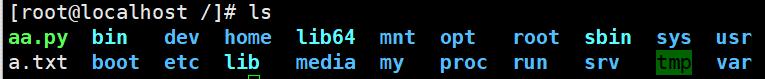 [root@localhost /]# ls
aa.py bin dev home lib64 mnt opt root sbin sys usr
a.txt boot etc lib media my proc run srv tmp var